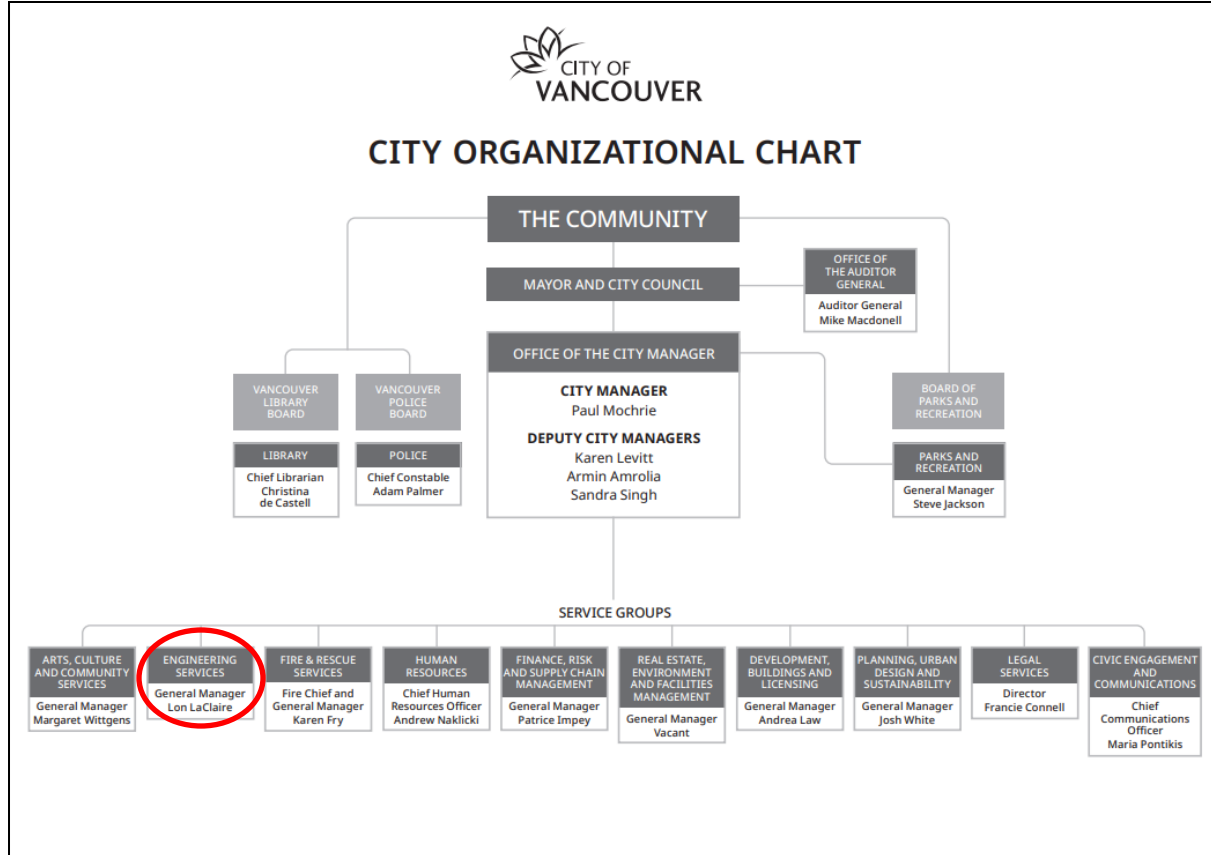 CITY OF
VANCOUVER
CITY ORGANIZATIONAL CHART
THE COMMUNITY
MAYOR AND CITY COUNCIL
OFFICE OF
THE AUDITOR
GENERAL
Auditor General
Mike Macdonell
OFFICE OF THE CITY MANAGER
CITY MANAGER
Paul Mochrie
DEPUTY CITY MANAGERS
Karen Levitt
Armin Amrolia
Sandra Singh
VANCOUVER
LIBRARY
BOARD
LIBRARY
Chief Librarian
Christina
de Castell
VANCOUVER
POLICE
BOARD
POLICE
Chief Constable
Adam Palmer
BOARD OF
PARKS AND
RECREATION
PARKS AND
RECREATION
General Manager
Steve Jackson
SERVICE GROUPS
ARTS, CULTURE
AND COMMUNITY
SERVICES
General Manager
Margaret Wittgens
ENGINEERING
SERVICES
General Manager
Lon LaClaire
FIRE & RESCUE
SERVICES
Fire Chief and
General Manager
Karen Fry
HUMAN
RESOURCES
Chief Human
Resources Officer
Andrew Naklicki
FINANCE, RISK
AND SUPPLY CHAIN
MANAGEMENT
General Manager
Patrice Impey
REAL ESTATE,
ENVIRONMENT
AND FACILITIES
MANAGEMENT
General Manager
Vacant
DEVELOPMENT,
BUILDINGS AND
LICENSING
General Manager
Andrea Law
PLANNING, URBAN
DESIGN AND
SUSTAINABILITY
General Manager
Josh White
LEGAL
SERVICES
Director
Francie Connell
CIVIC ENGAGEMENT
AND
COMMUNICATIONS
Chief
Communications
Officer
Maria Pontikis